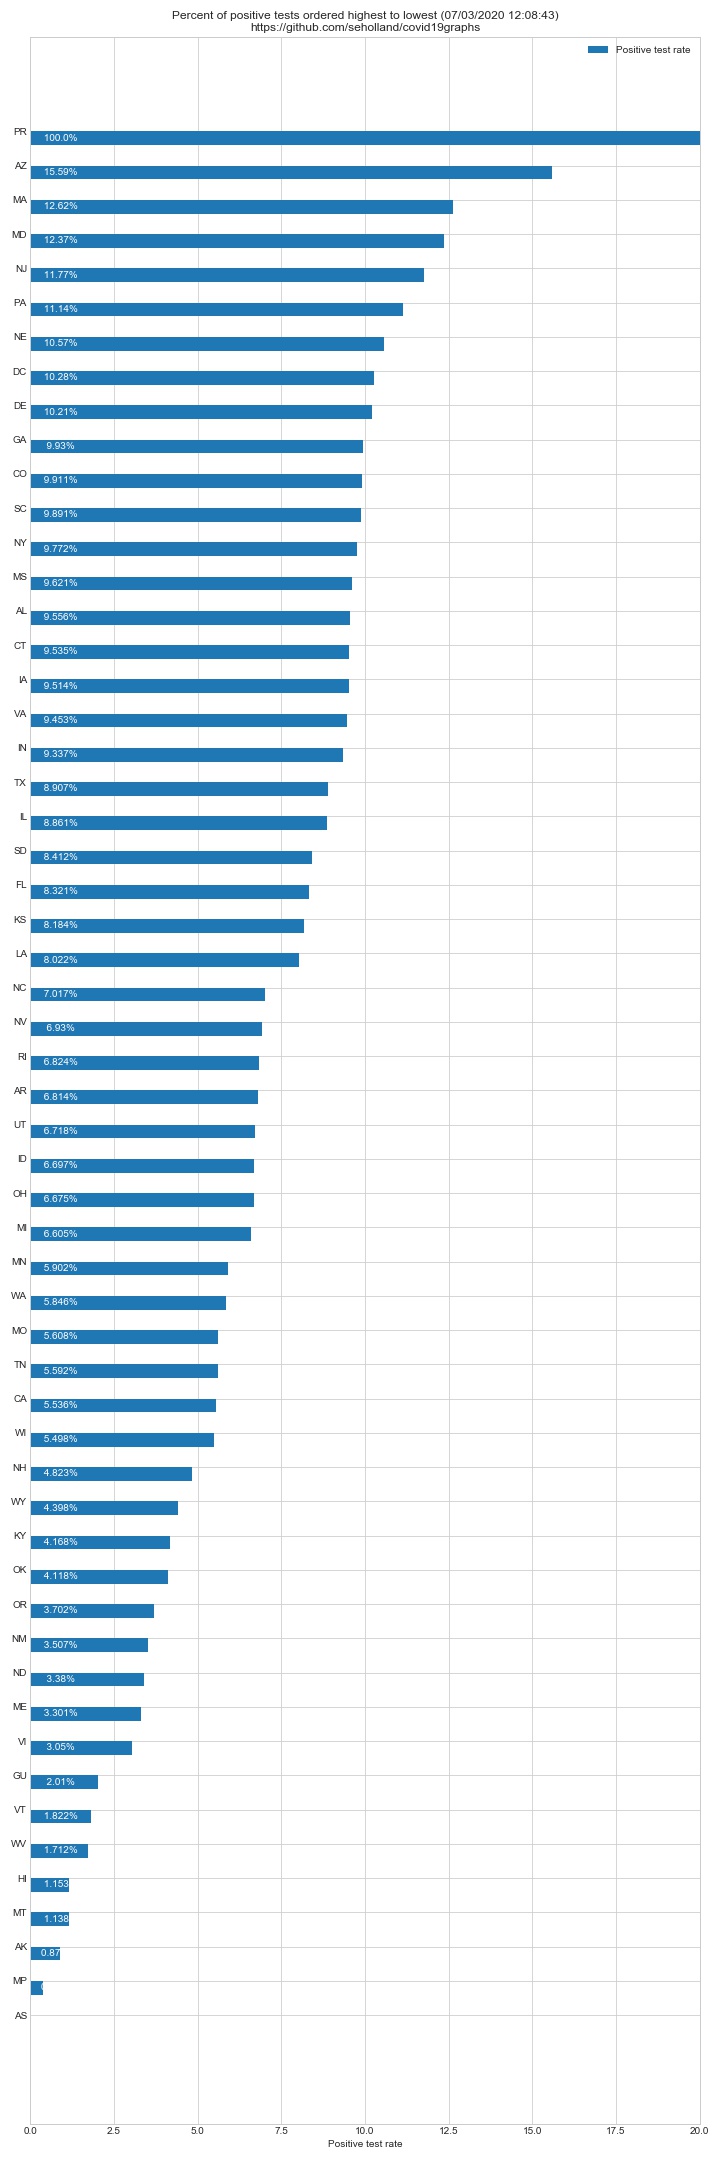 Percent of positive tests ordered highest to lowest (07/03/2020 12:08:43)
https://github.com/seholland/covid19graphs
Positive test rate
PR 100.0%
AZ 15.59%
MA 12.62%
MD 12.37%
NJ 11.77%
PA 11.14%
NE 10.57%
DC 10.28%
DE 10.21%
GA 9.93%
CO 9.911%
SC 9.891%
NY 9.772%
MS 9.621%
AL 9.556%
CT 9.535%
IA 9.514%
VA 9.453%
IN 9.337%
TX 8.907%
IL 8.861%
SD 8.412%
FL 8.321%
KS 8.184%
LA 8.022%
NC 7.017%
NV 6.93%
RI 6.824%
AR 6.814%
UT 6.718%
ID 6.697%
OH 6.675%
MI 6.605%
MN 5.902%
WA 5.846%
MO 5.608%
TN 5.592%
CA 5.536%
WI 5.498%
NH 4.823%
WY 4.398%
KY 4.168%
OK 4.118%
OR 3.702%
NM 3.507%
ND 3.38%
ME 3.301%
VI 3.05%
GU 2.01%
VT 1.822%
WV 1.712%
HI 1.153
MT 1.138
AK 0.87
MP
AS
0.0 2.5 5.0 7.5 10.0 12.5 15.0 17.5 20.0
Positive test rate